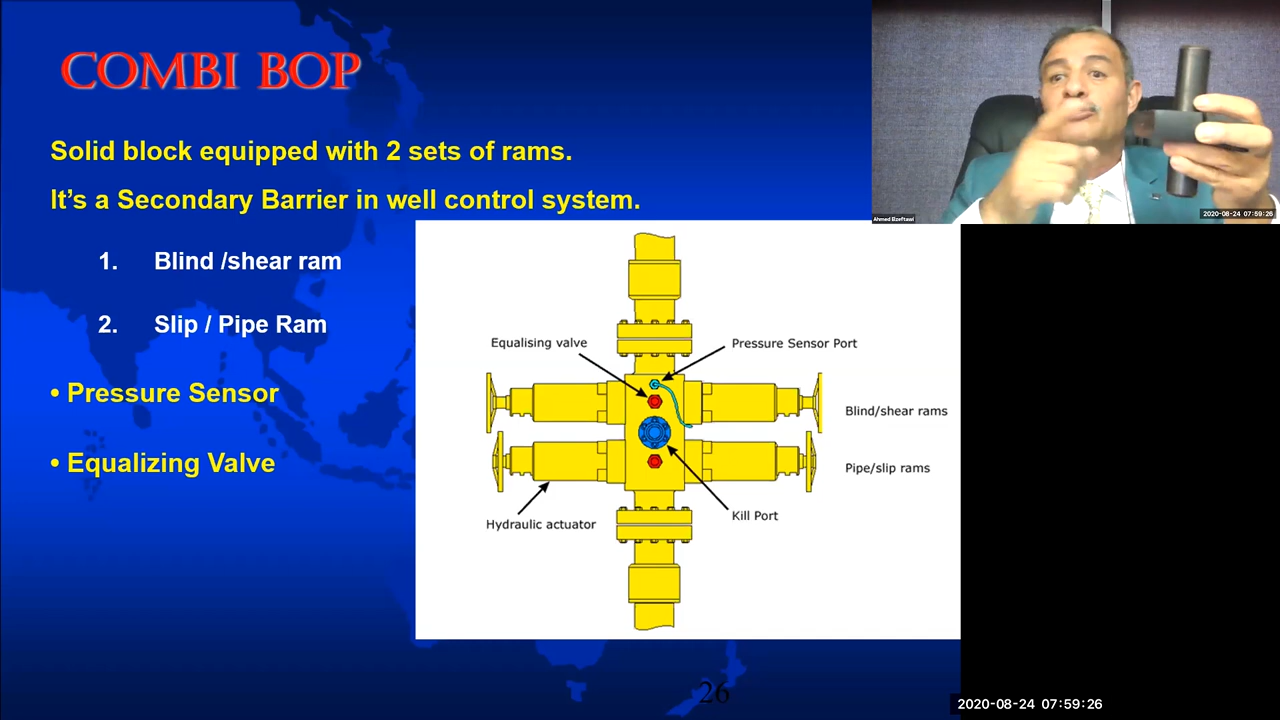 COMBI BOP
Solid block equipped with 2 sets of rams.
It's a Secondary Barrier in well control system.
1. Blind /shear ram
2. Slip / Pipe Ram
• Pressure Sensor
• Equalizing Valve
Equalising valve
Pressure Sensor Port
Blind/shear rams
Pipe/slip rams
Kill Port
Hydraulic actuator
26
Ahmed Elzeftawi
2020-08-24 07:59:26
2020-08-24 07:59:26